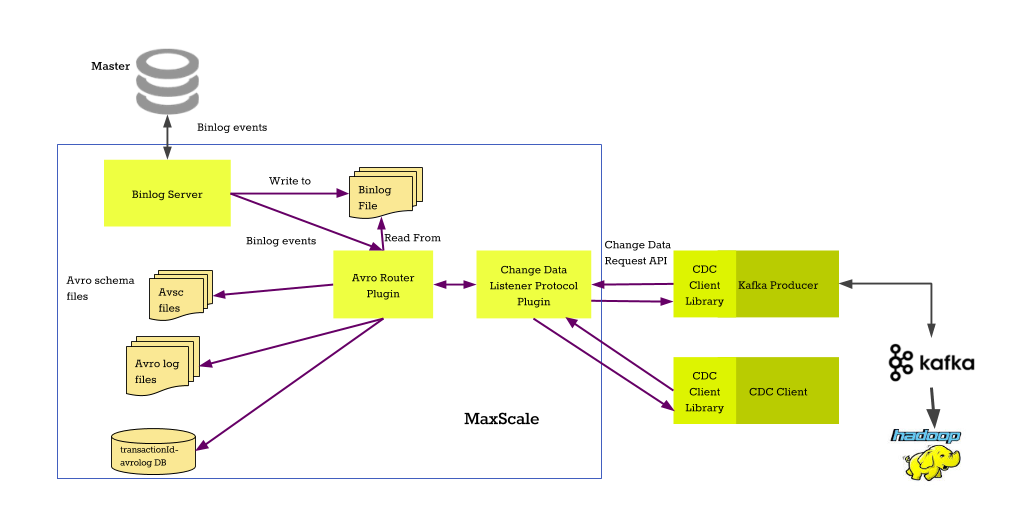 Master
Binlog events
Binlog Server
Write to
Binlog
File
Binlog events
Read From
Avro schema
files
Avsc
files
Avro Router
Plugin
Change Data
Listener Protocol
Plugin
Change Data
Request API
CDC
Client
Library
Kafka Producer
Avro log
files
CDC
Client
Library
CDC Client
kafka
MaxScale
transactionId-
avrolog DB
hadoop